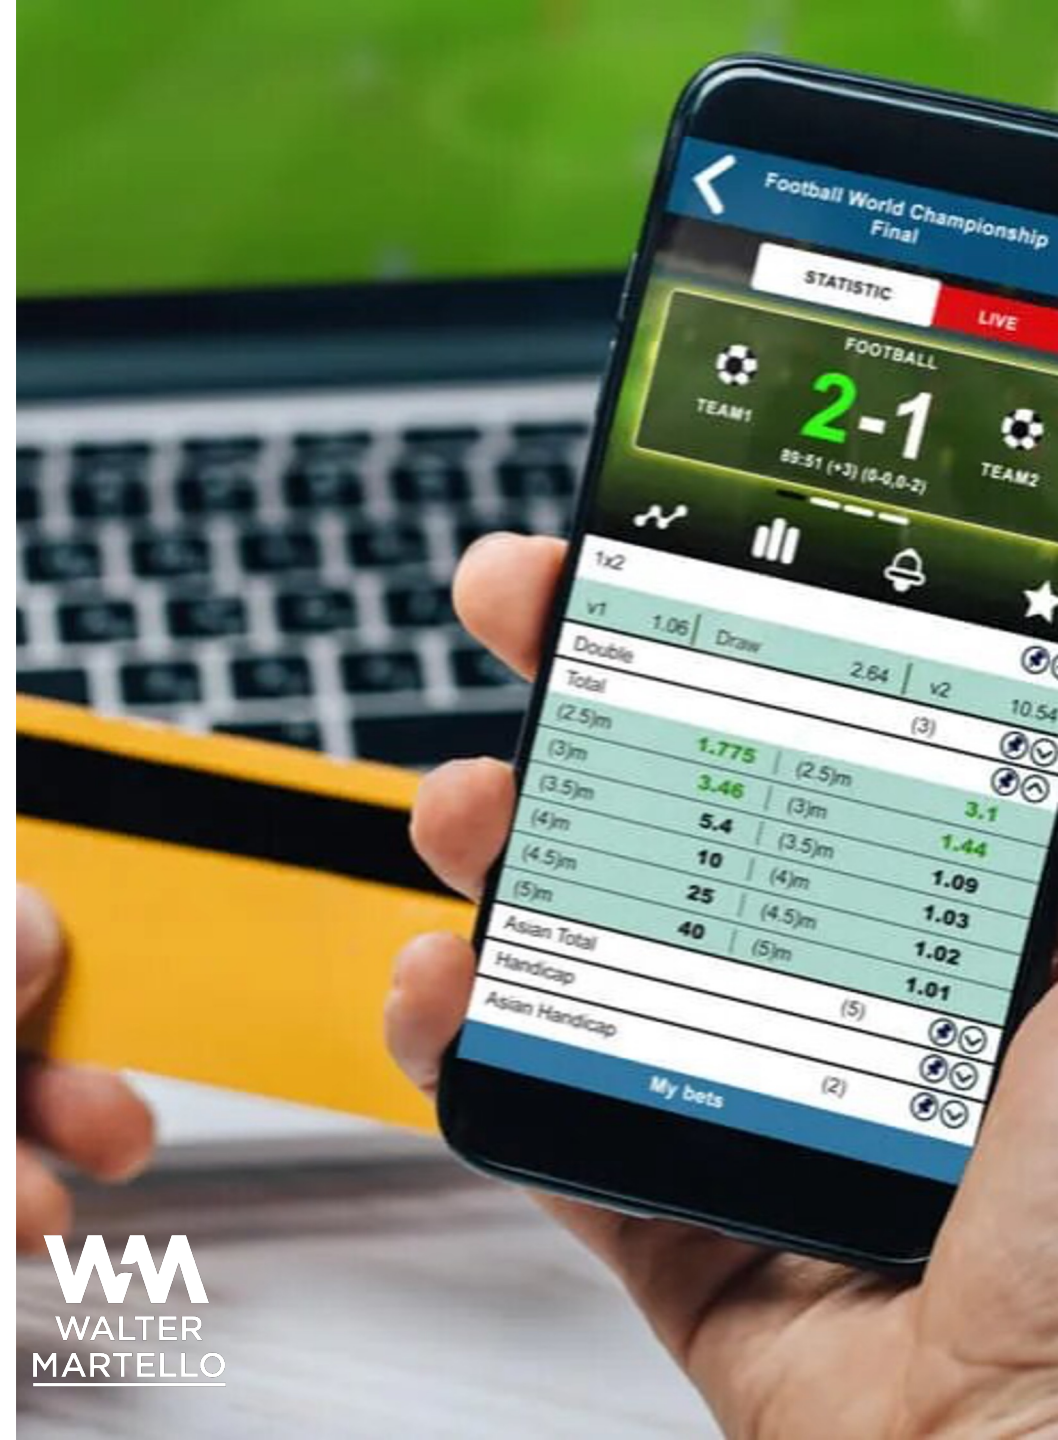 Football World Championship
Final
STATISTIC
LIVE
FOOTBALL
2-1
TEAM1
TEAM2
89:51 (+3) (0-0,0-2)
1x2
v1 1.06 Draw 2.64 v2 10.54
Double (3)
Total
(2.5)m 1.775 (2.5)m 3.1
(3)m 3.46 (3)m 1.44
(3.5)m 5.4 (3.5)m 1.09
(4)m 10 (4)m 1.03
(4.5)m 25 (4.5)m 1.02
(5)m 40 (5)m 1.01
Asian Total (5)
Handicap
Asian Handicap (2)
My bets
WM
WALTER
MARTELLO